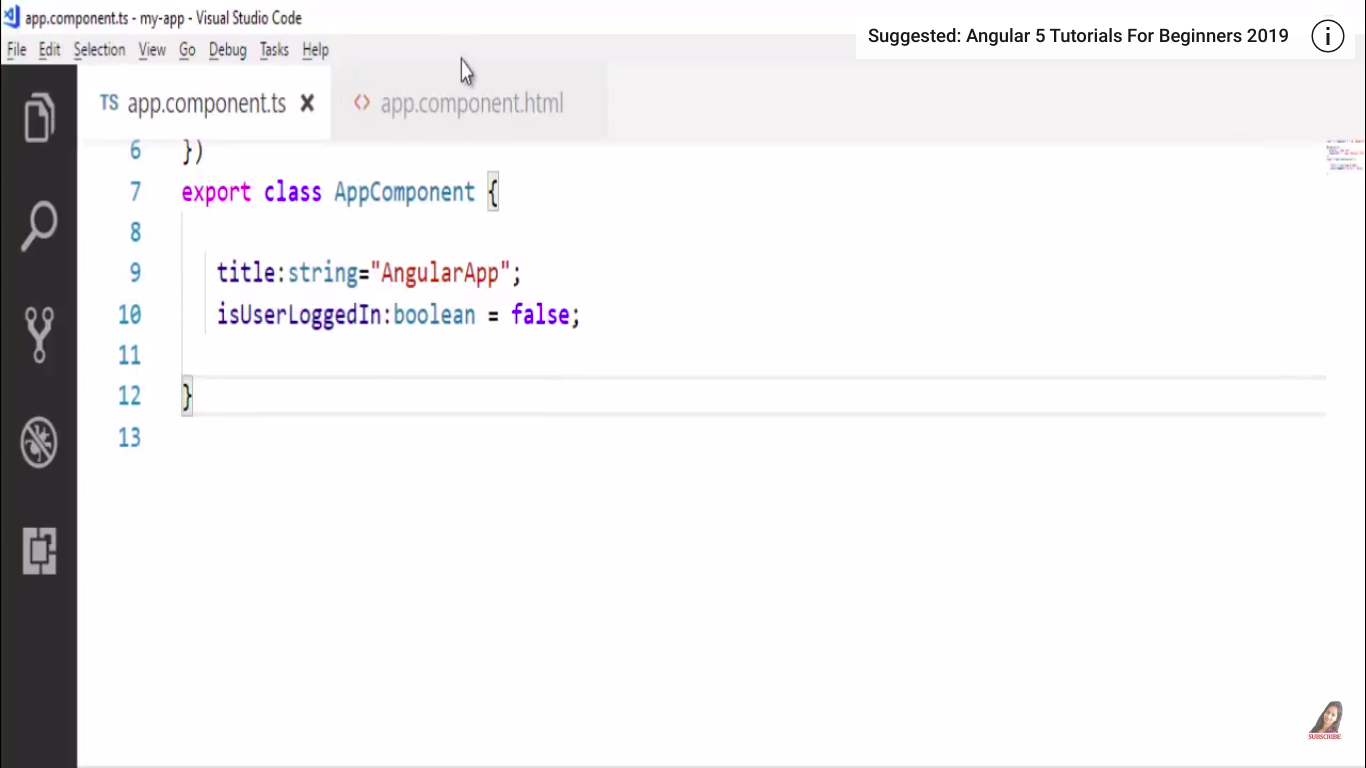 app.component.ts - my-app - Visual Studio Code
File Edit Selection View Go Debug Tasks Help
Suggested: Angular 5 Tutorials For Beginners 2019
TS app.component.ts
<> app.component.html
6 })
7 export class AppComponent {
8
9 title:string="AngularApp";
10 isUserLoggedIn:boolean = false;
11
12 }
13
SUBSCRIBE